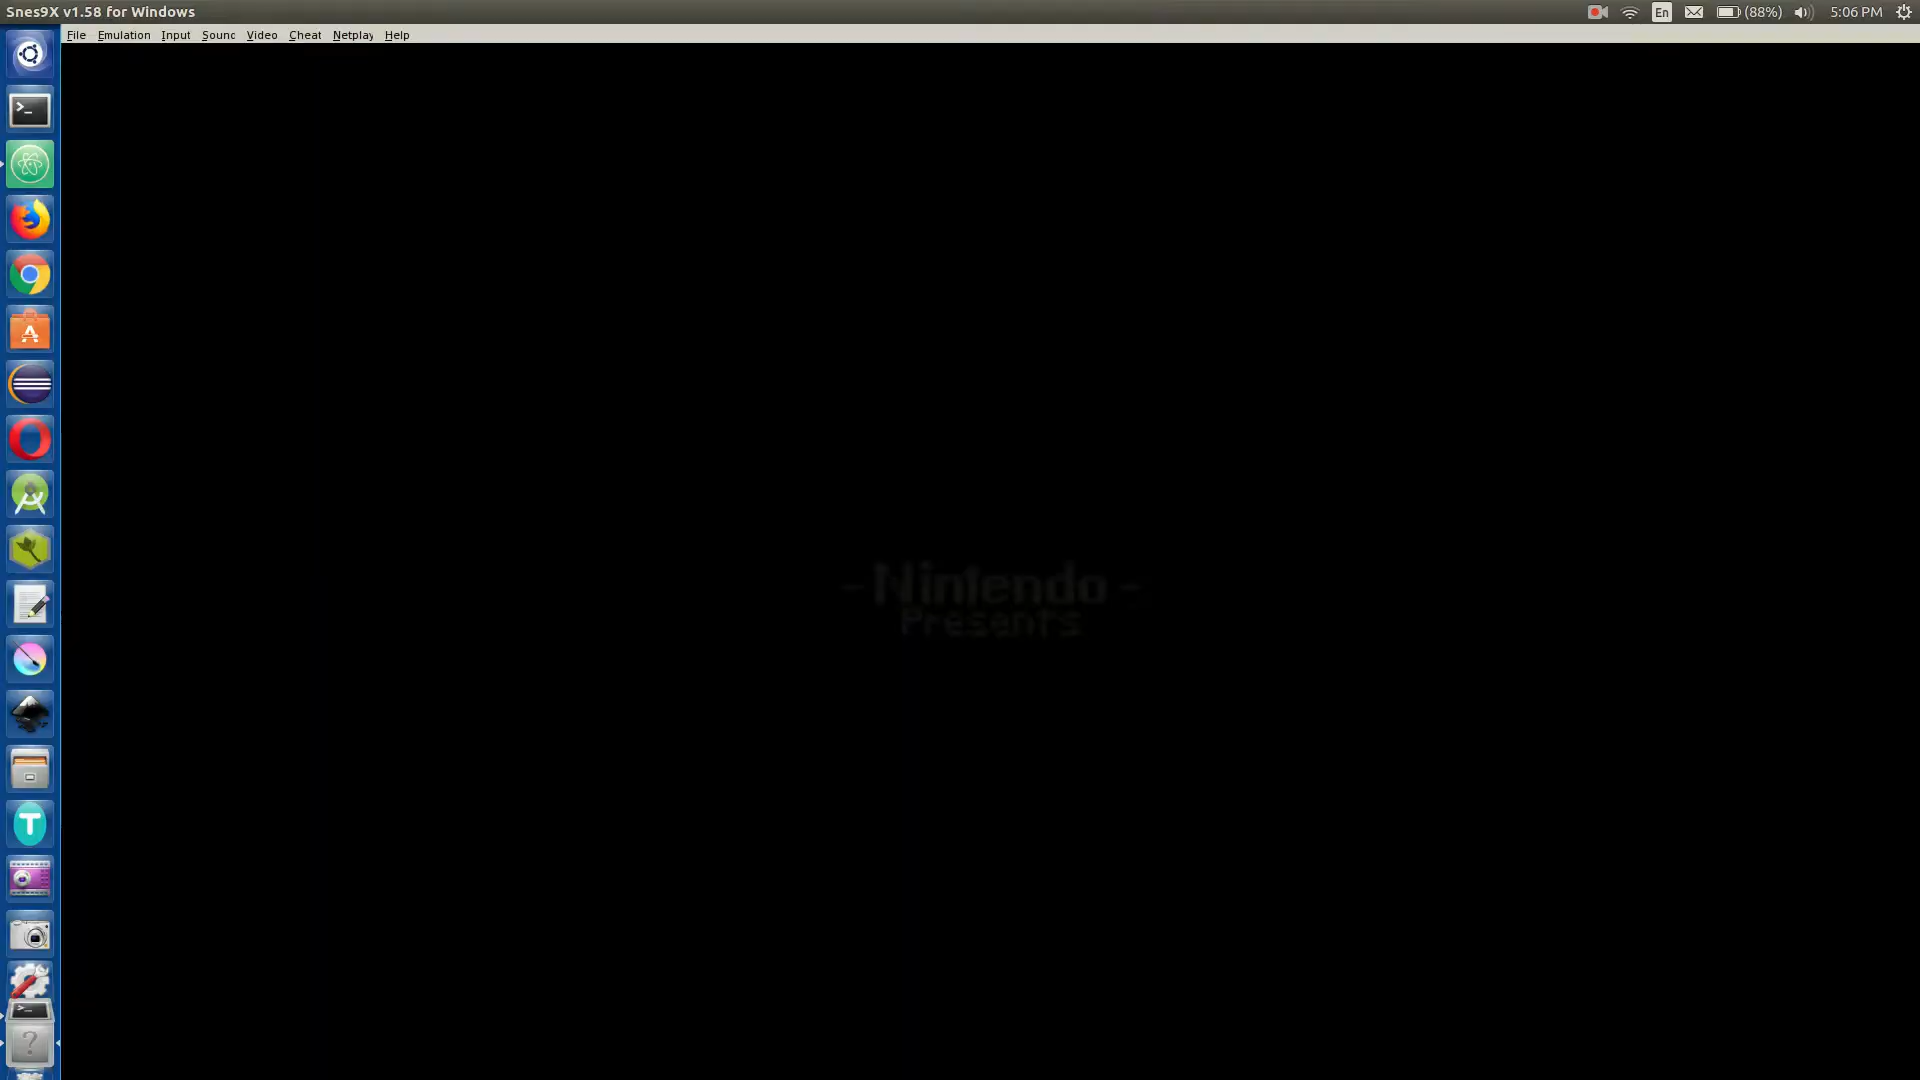 Snes9X v1.58 for Windows
En (88%) 5:06 PM
File Emulation Input Sound Video Cheat Netplay Help
- Nintendo -
Presents